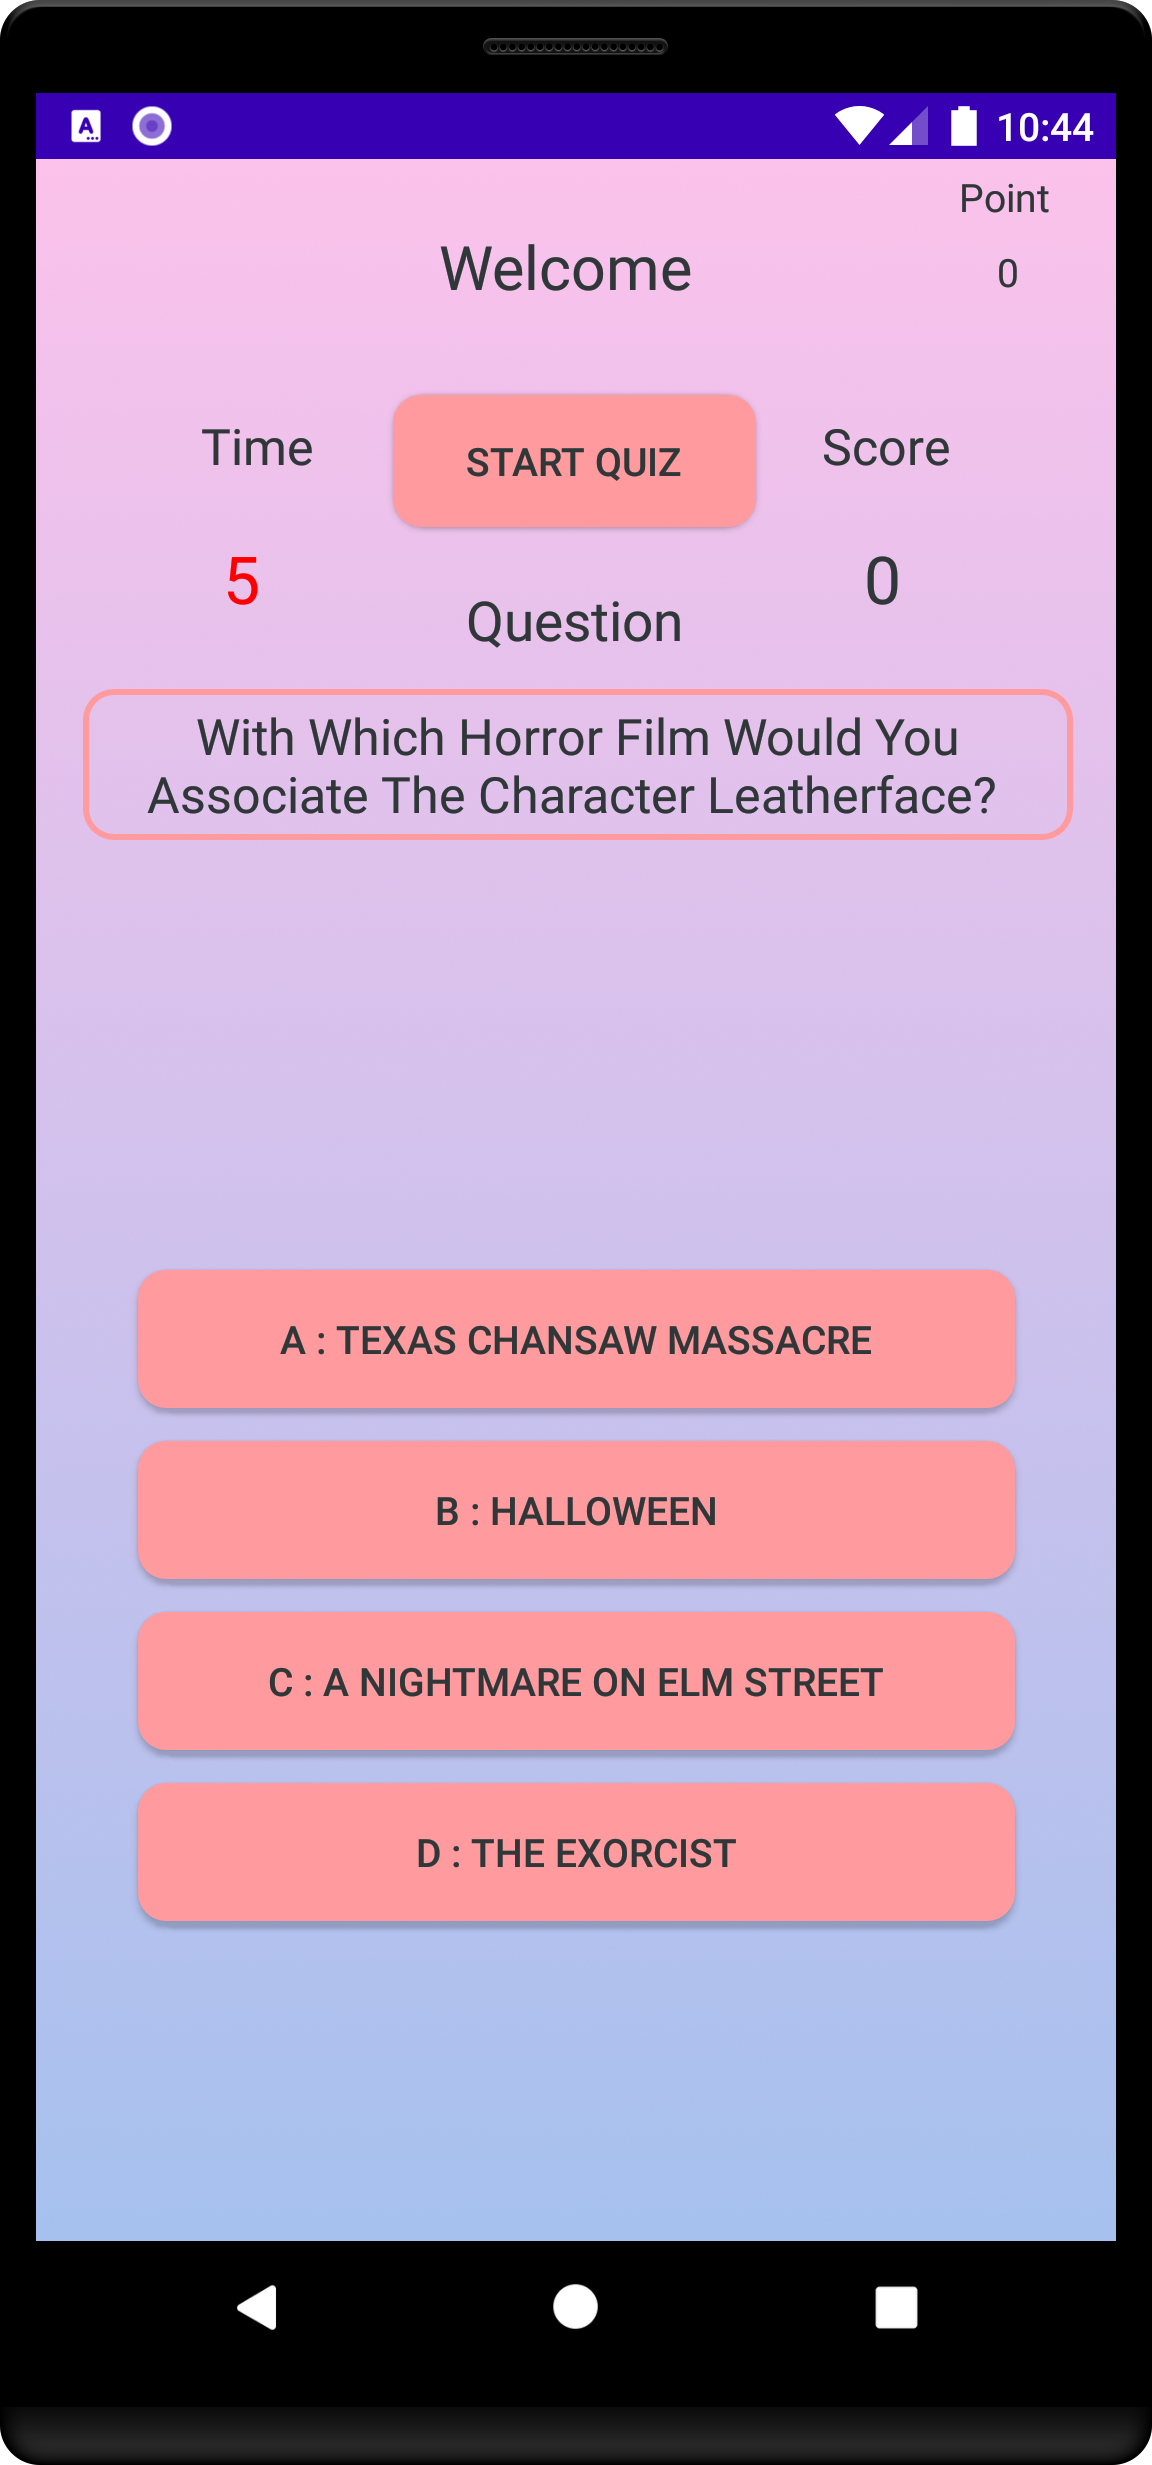 10:44
Point
Welcome
0
Time
START QUIZ
Score
5
0
Question
With Which Horror Film Would You
Associate The Character Leatherface?
A : TEXAS CHANSAW MASSACRE
B : HALLOWEEN
C : A NIGHTMARE ON ELM STREET
D : THE EXORCIST